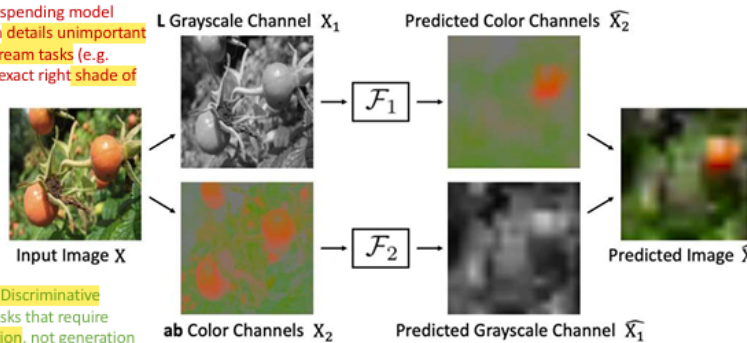 spending model
details unimportant
ream tasks (e.g.
exact right shade of
L Grayscale Channel X₁
Predicted Color Channels X̂₂
ℱ₁
Input Image X
ℱ₂
Predicted Image X̂
Discriminative
sks that require
ion, not generation
ab Color Channels X₂
Predicted Grayscale Channel X̂₁